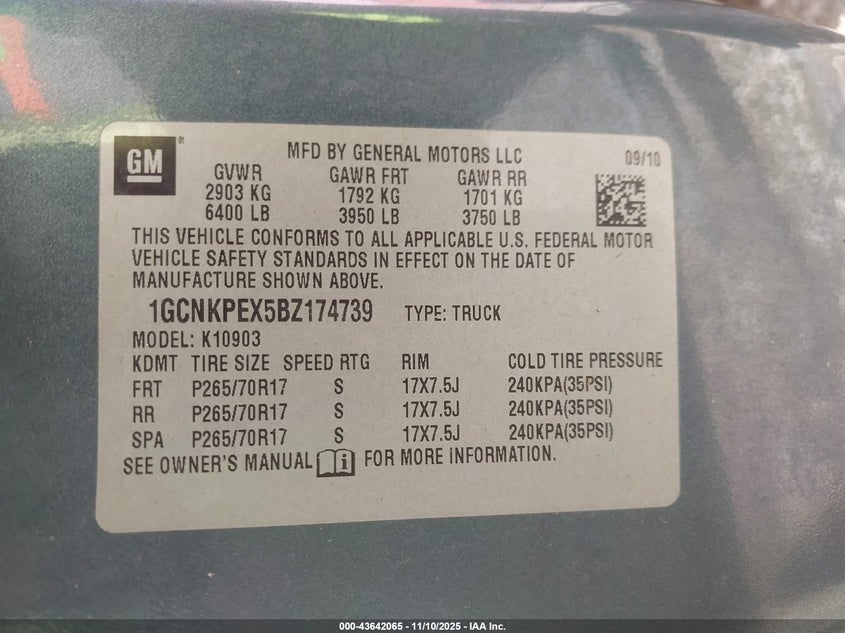 GM®
MFD BY GENERAL MOTORS LLC 09/10
GVWR GAWR FRT GAWR RR
2903 KG 1792 KG 1701 KG
6400 LB 3950 LB 3750 LB
THIS VEHICLE CONFORMS TO ALL APPLICABLE U.S. FEDERAL MOTOR
VEHICLE SAFETY STANDARDS IN EFFECT ON THE DATE OF
MANUFACTURE SHOWN ABOVE.
1GCNKPEX5BZ174739 TYPE: TRUCK
MODEL: K10903
KDMT TIRE SIZE SPEED RTG RIM COLD TIRE PRESSURE
FRT P265/70R17 S 17X7.5J 240KPA(35PSI)
RR P265/70R17 S 17X7.5J 240KPA(35PSI)
SPA P265/70R17 S 17X7.5J 240KPA(35PSI)
SEE OWNER'S MANUAL i FOR MORE INFORMATION.
000-43642065 - 11/10/2025 - IAA Inc.